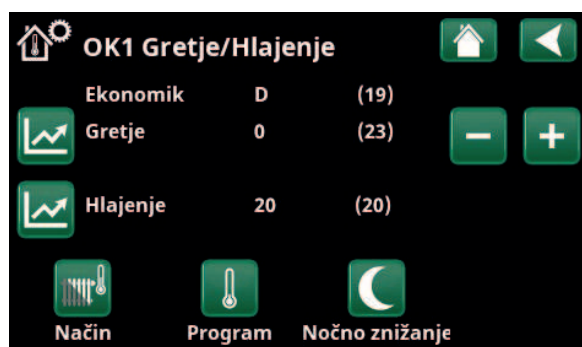 OK1 Gretje/Hlajenje
Ekonomik D (19)
Gretje 0 (23)
Hlajenje 20 (20)
Način Program Nočno znižanje